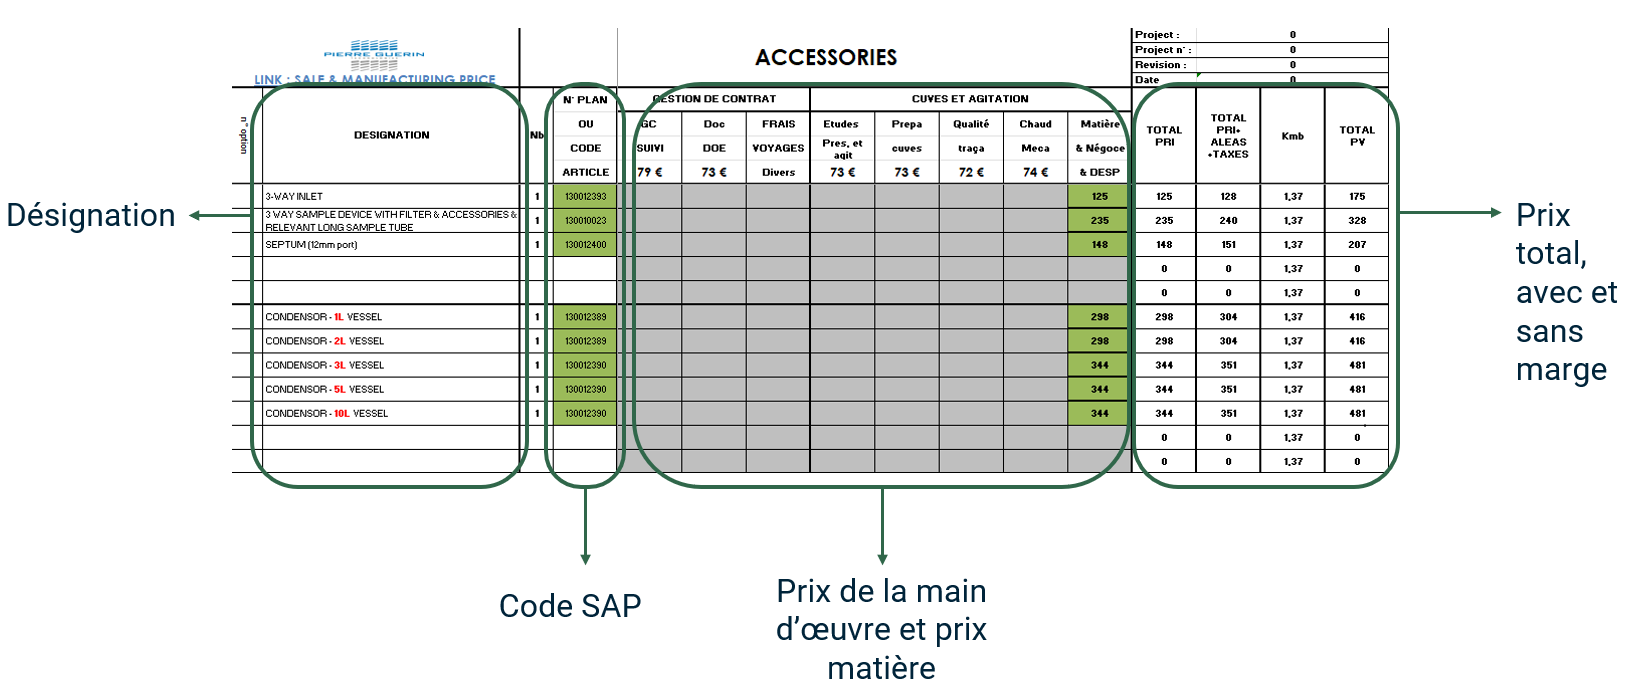 PIERRE GUERIN
LINK : SALE & MANUFACTURING PRICE
ACCESSORIES
Project : 0
Project n° : 0
Revision : 0
Date 0
n° option
DESIGNATION
Nb
N° PLAN
OU
CODE
ARTICLE
GESTION DE CONTRAT
CUVES ET AGITATION
GC Doc FRAIS Etudes Prepa Qualité Chaud Matière
SUIVI DOE VOYAGES Pres, et agit cuves traça Meca & Négoce
79 € 73 € Divers 73 € 73 € 72 € 74 € & DESP
TOTAL
PRI
TOTAL
PRI+
ALEAS
+TAXES
Kmb
TOTAL
PV
3-WAY INLET 1 130012393 125 125 128 1,37 175
3 WAY SAMPLE DEVICE WITH FILTER & ACCESSORIES &
RELEVANT LONG SAMPLE TUBE 1 130010023 235 235 240 1,37 328
SEPTUM (12mm port) 1 130012400 148 148 151 1,37 207
0 0 1,37 0
0 0 1,37 0
CONDENSOR - 1L VESSEL 1 130012389 298 298 304 1,37 416
CONDENSOR - 2L VESSEL 1 130012389 298 298 304 1,37 416
CONDENSOR - 3L VESSEL 1 130012390 344 344 351 1,37 481
CONDENSOR - 5L VESSEL 1 130012390 344 344 351 1,37 481
CONDENSOR - 10L VESSEL 1 130012390 344 344 351 1,37 481
0 0 1,37 0
0 0 1,37 0
Désignation
Code SAP
Prix de la main
d’œuvre et prix
matière
Prix
total,
avec et
sans
marge